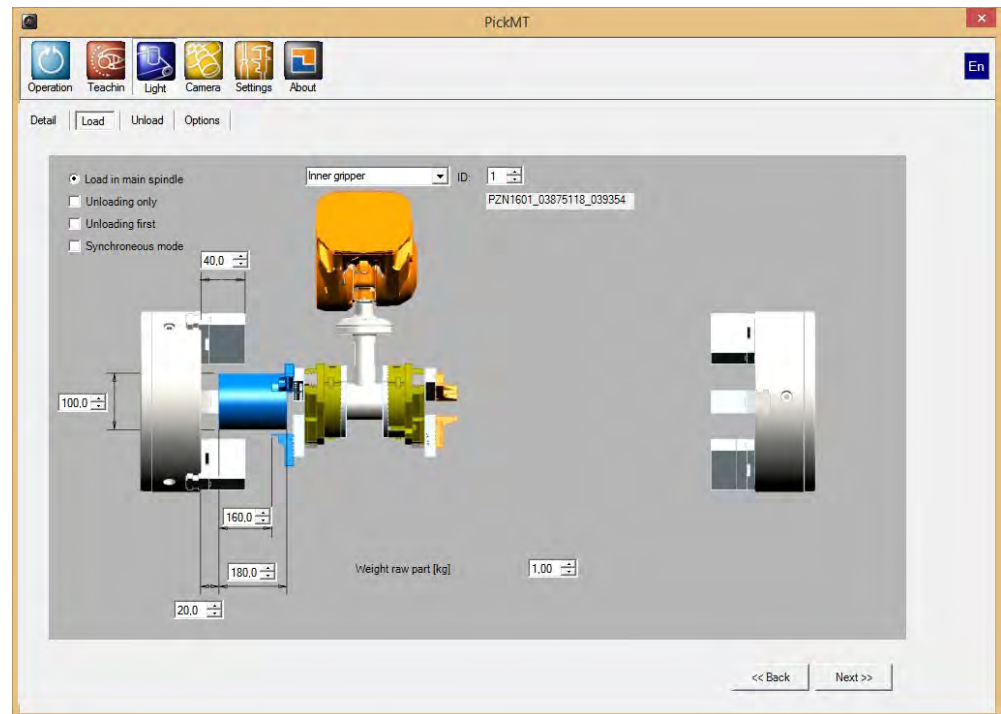 PickMT
Operation Teachin Light Camera Settings About
En
Detail Load Unload Options
Load in main spindle
Inner gripper ID: 1
Unloading only
PZN1601_03875118_039354
Unloading first
Synchroneous mode
40,0
100,0
160,0
180,0
Weight raw part [kg] 1,00
20,0
<< Back Next >>